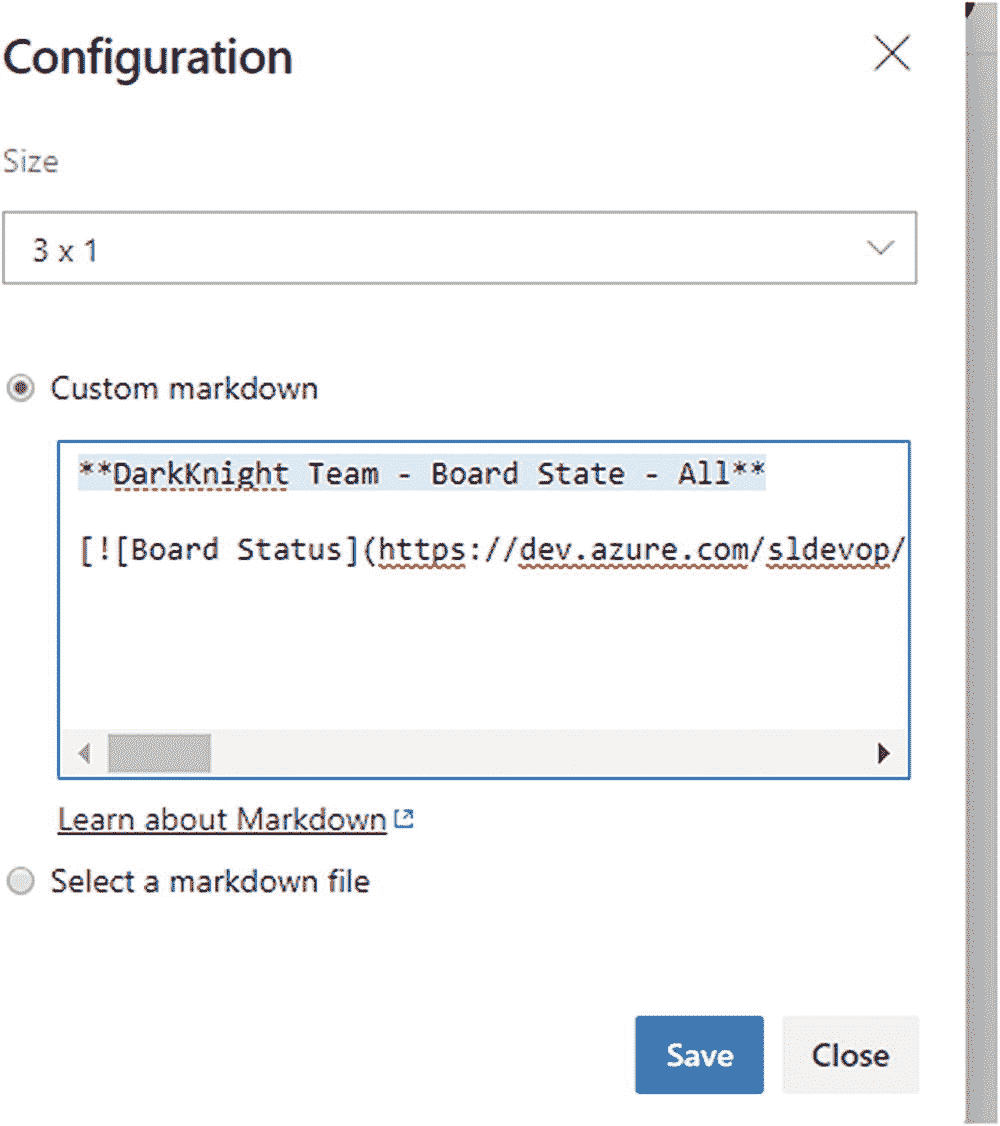 Configuration
Size
3 x 1
Custom markdown
**DarkKnight Team - Board State - All**
[![Board Status](https://dev.azure.com/sldevop/
Learn about Markdown
Select a markdown file
Save
Close